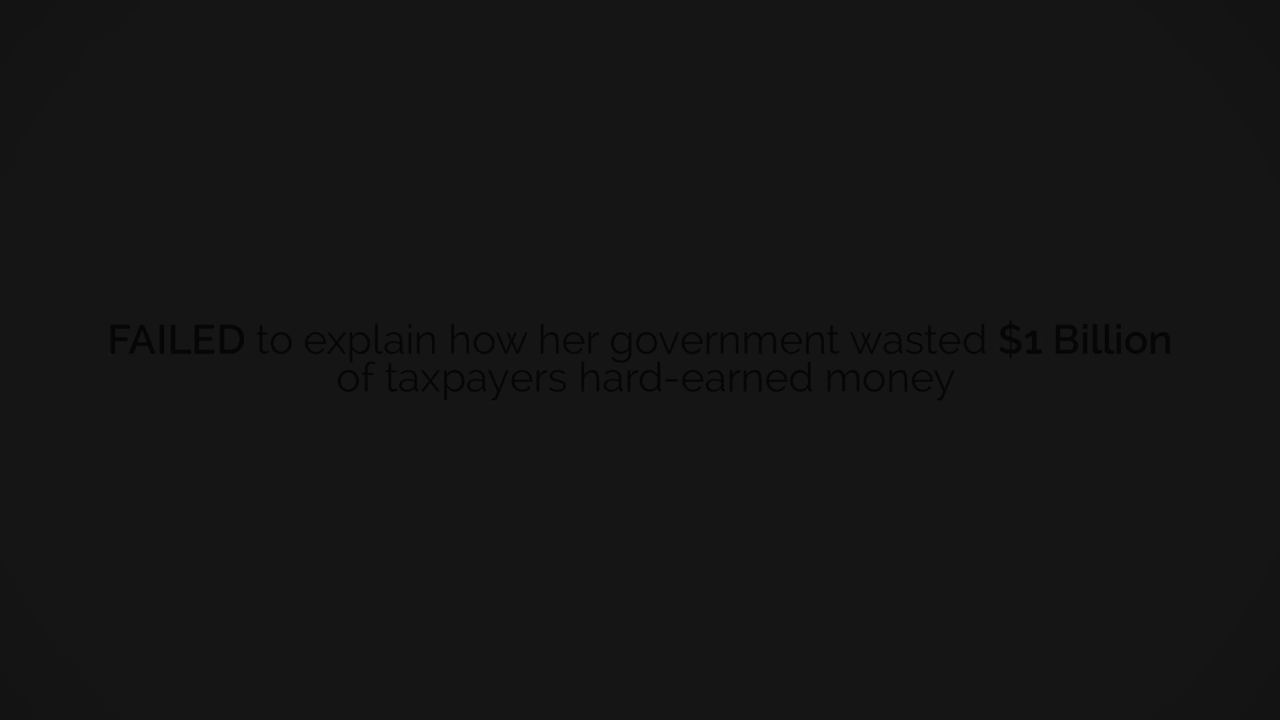 FAILED to explain how her government wasted $1 Billion
of taxpayers hard-earned money